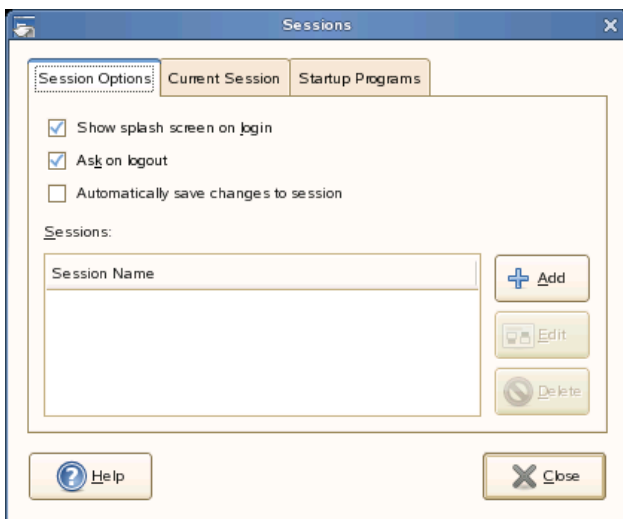 Sessions
Session Options
Current Session
Startup Programs
Show splash screen on login
Ask on logout
Automatically save changes to session
Sessions:
Session Name
Add
Edit
Delete
Help
Close